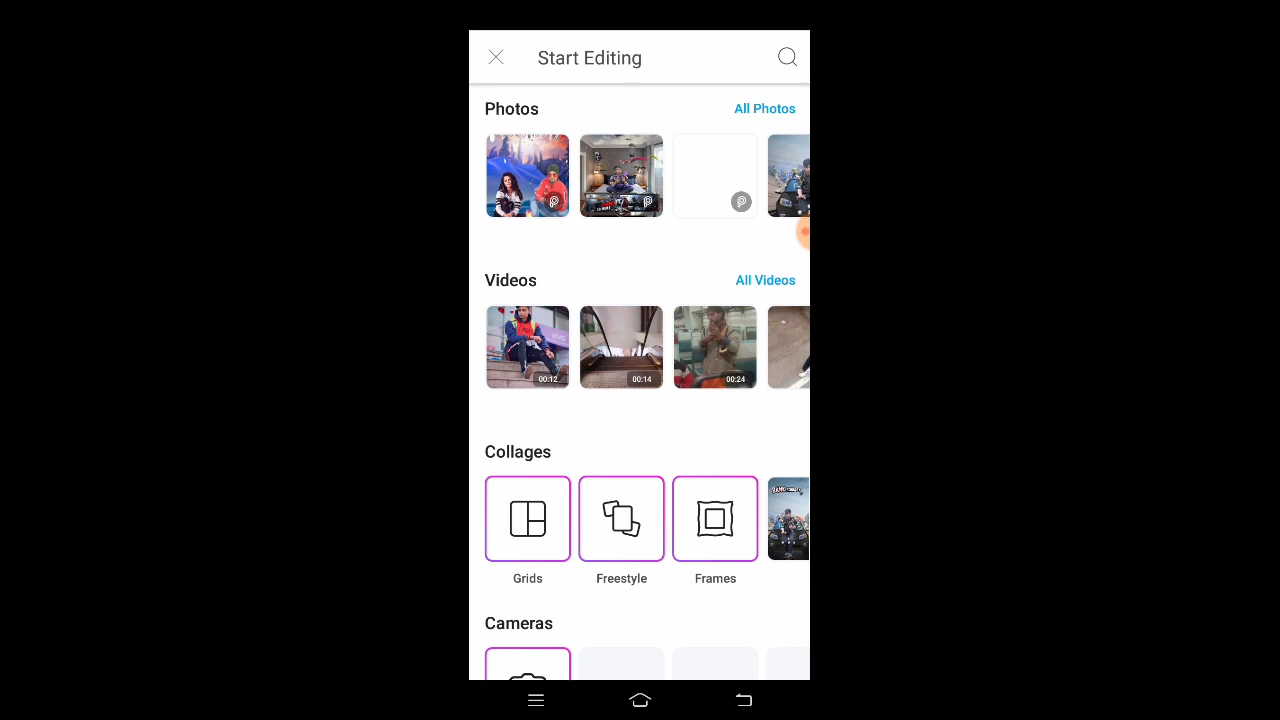 Start Editing
Photos
All Photos
Videos
All Videos
00:12
00:14
00:24
Collages
Grids
Freestyle
Frames
Cameras